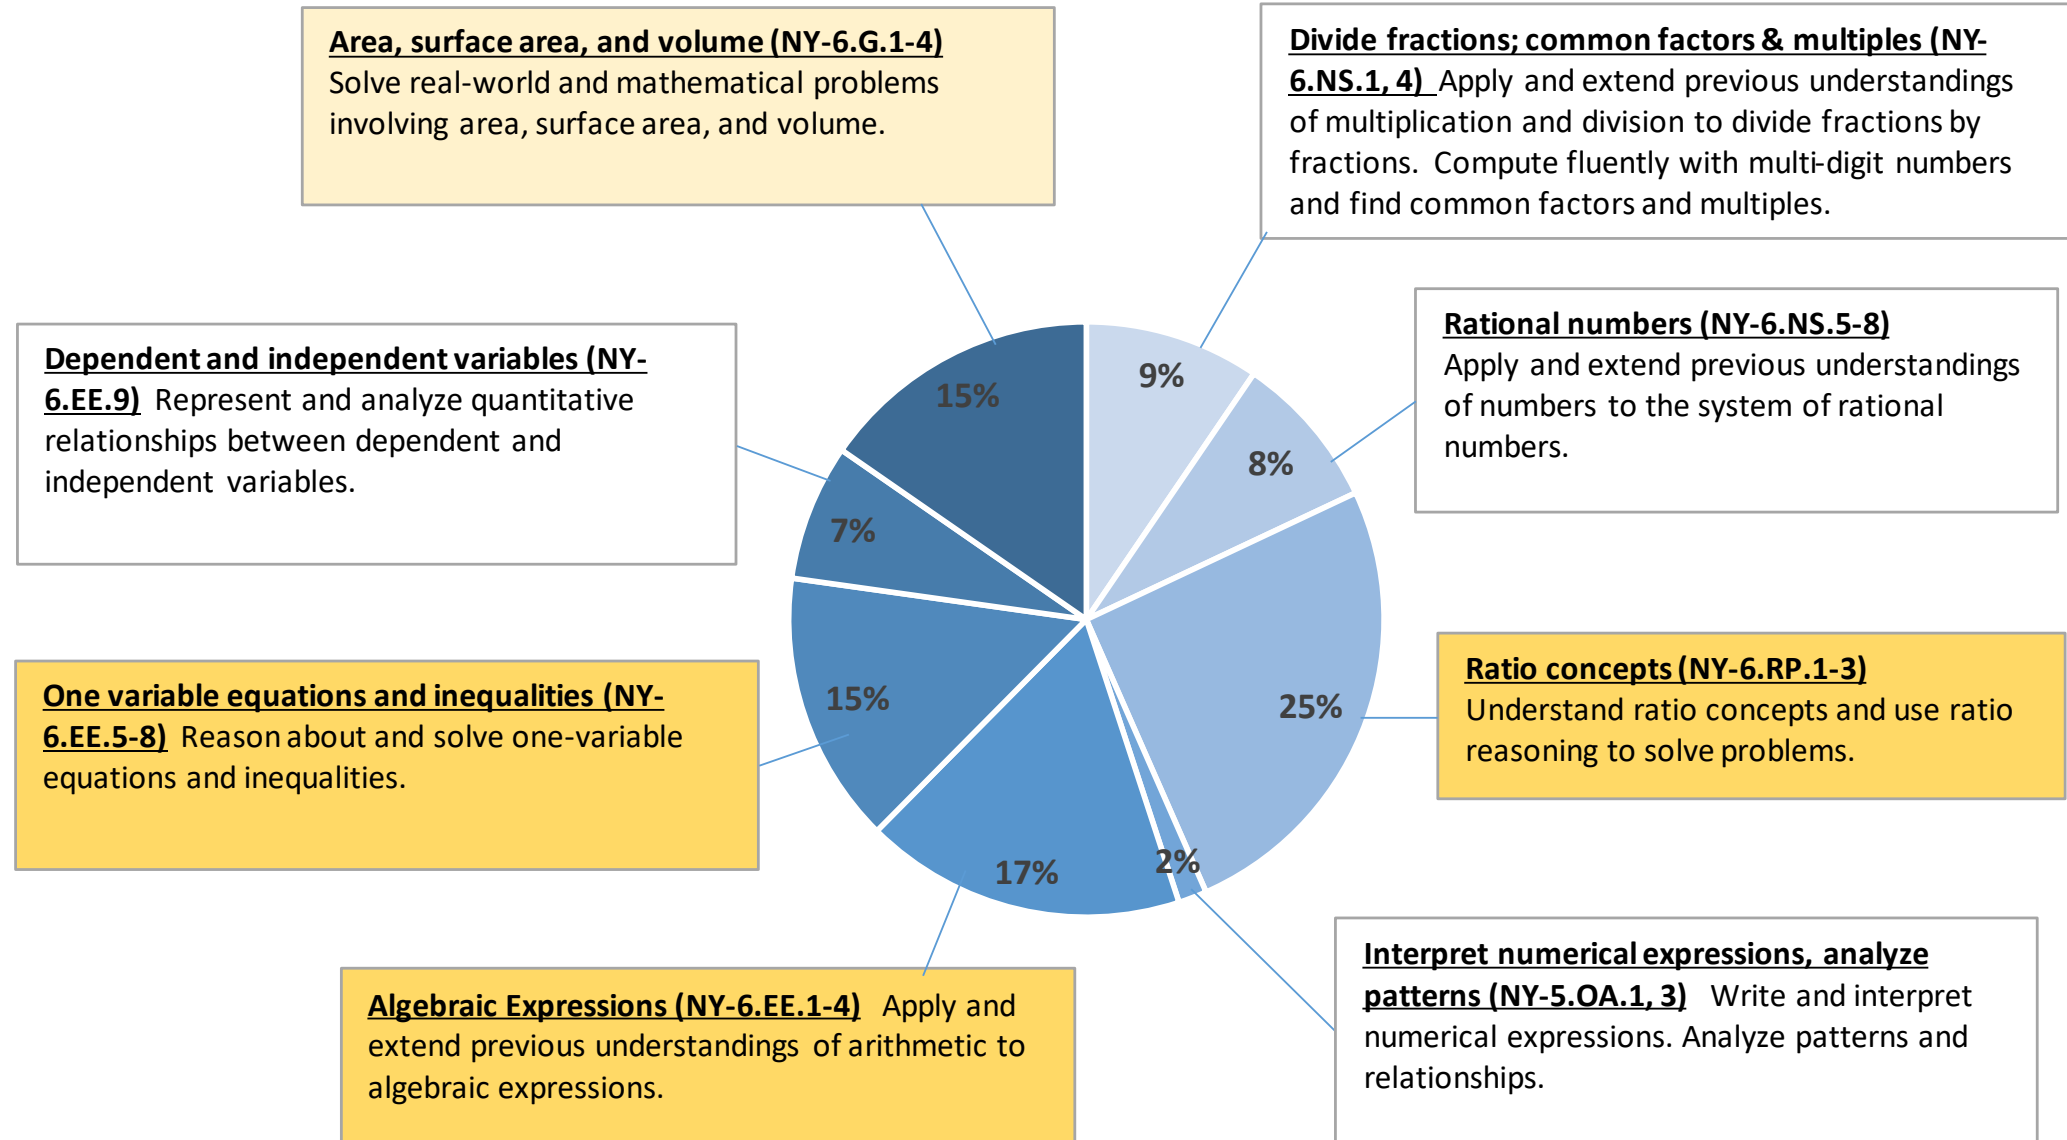 Area, surface area, and volume (NY-6.G.1-4)
Solve real-world and mathematical problems
involving area, surface area, and volume.
Divide fractions; common factors & multiples (NY-
6.NS.1, 4) Apply and extend previous understandings
of multiplication and division to divide fractions by
fractions. Compute fluently with multi-digit numbers
and find common factors and multiples.
Dependent and independent variables (NY-
6.EE.9) Represent and analyze quantitative
relationships between dependent and
independent variables.
Rational numbers (NY-6.NS.5-8)
Apply and extend previous understandings
of numbers to the system of rational
numbers.
15%
9%
8%
7%
25%
15%
17%
2%
One variable equations and inequalities (NY-
6.EE.5-8) Reason about and solve one-variable
equations and inequalities.
Ratio concepts (NY-6.RP.1-3)
Understand ratio concepts and use ratio
reasoning to solve problems.
Algebraic Expressions (NY-6.EE.1-4) Apply and
extend previous understandings of arithmetic to
algebraic expressions.
Interpret numerical expressions, analyze
patterns (NY-5.OA.1, 3) Write and interpret
numerical expressions. Analyze patterns and
relationships.